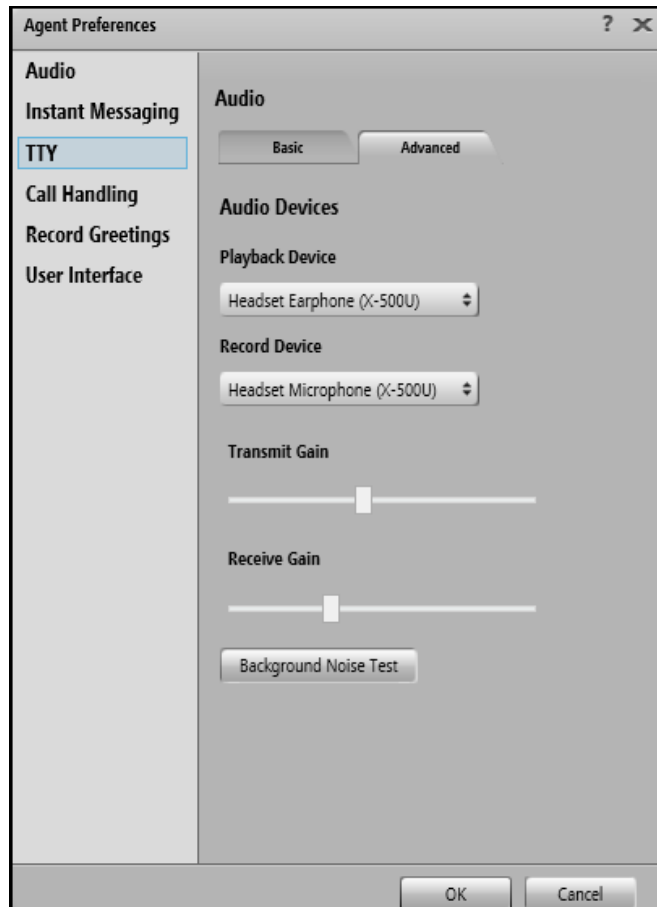 Agent Preferences ?
Audio
Instant Messaging
TTY
Call Handling
Record Greetings
User Interface
Audio
Basic Advanced
Audio Devices
Playback Device
Headset Earphone (X-500U)
Record Device
Headset Microphone (X-500U)
Transmit Gain
Receive Gain
Background Noise Test
OK Cancel